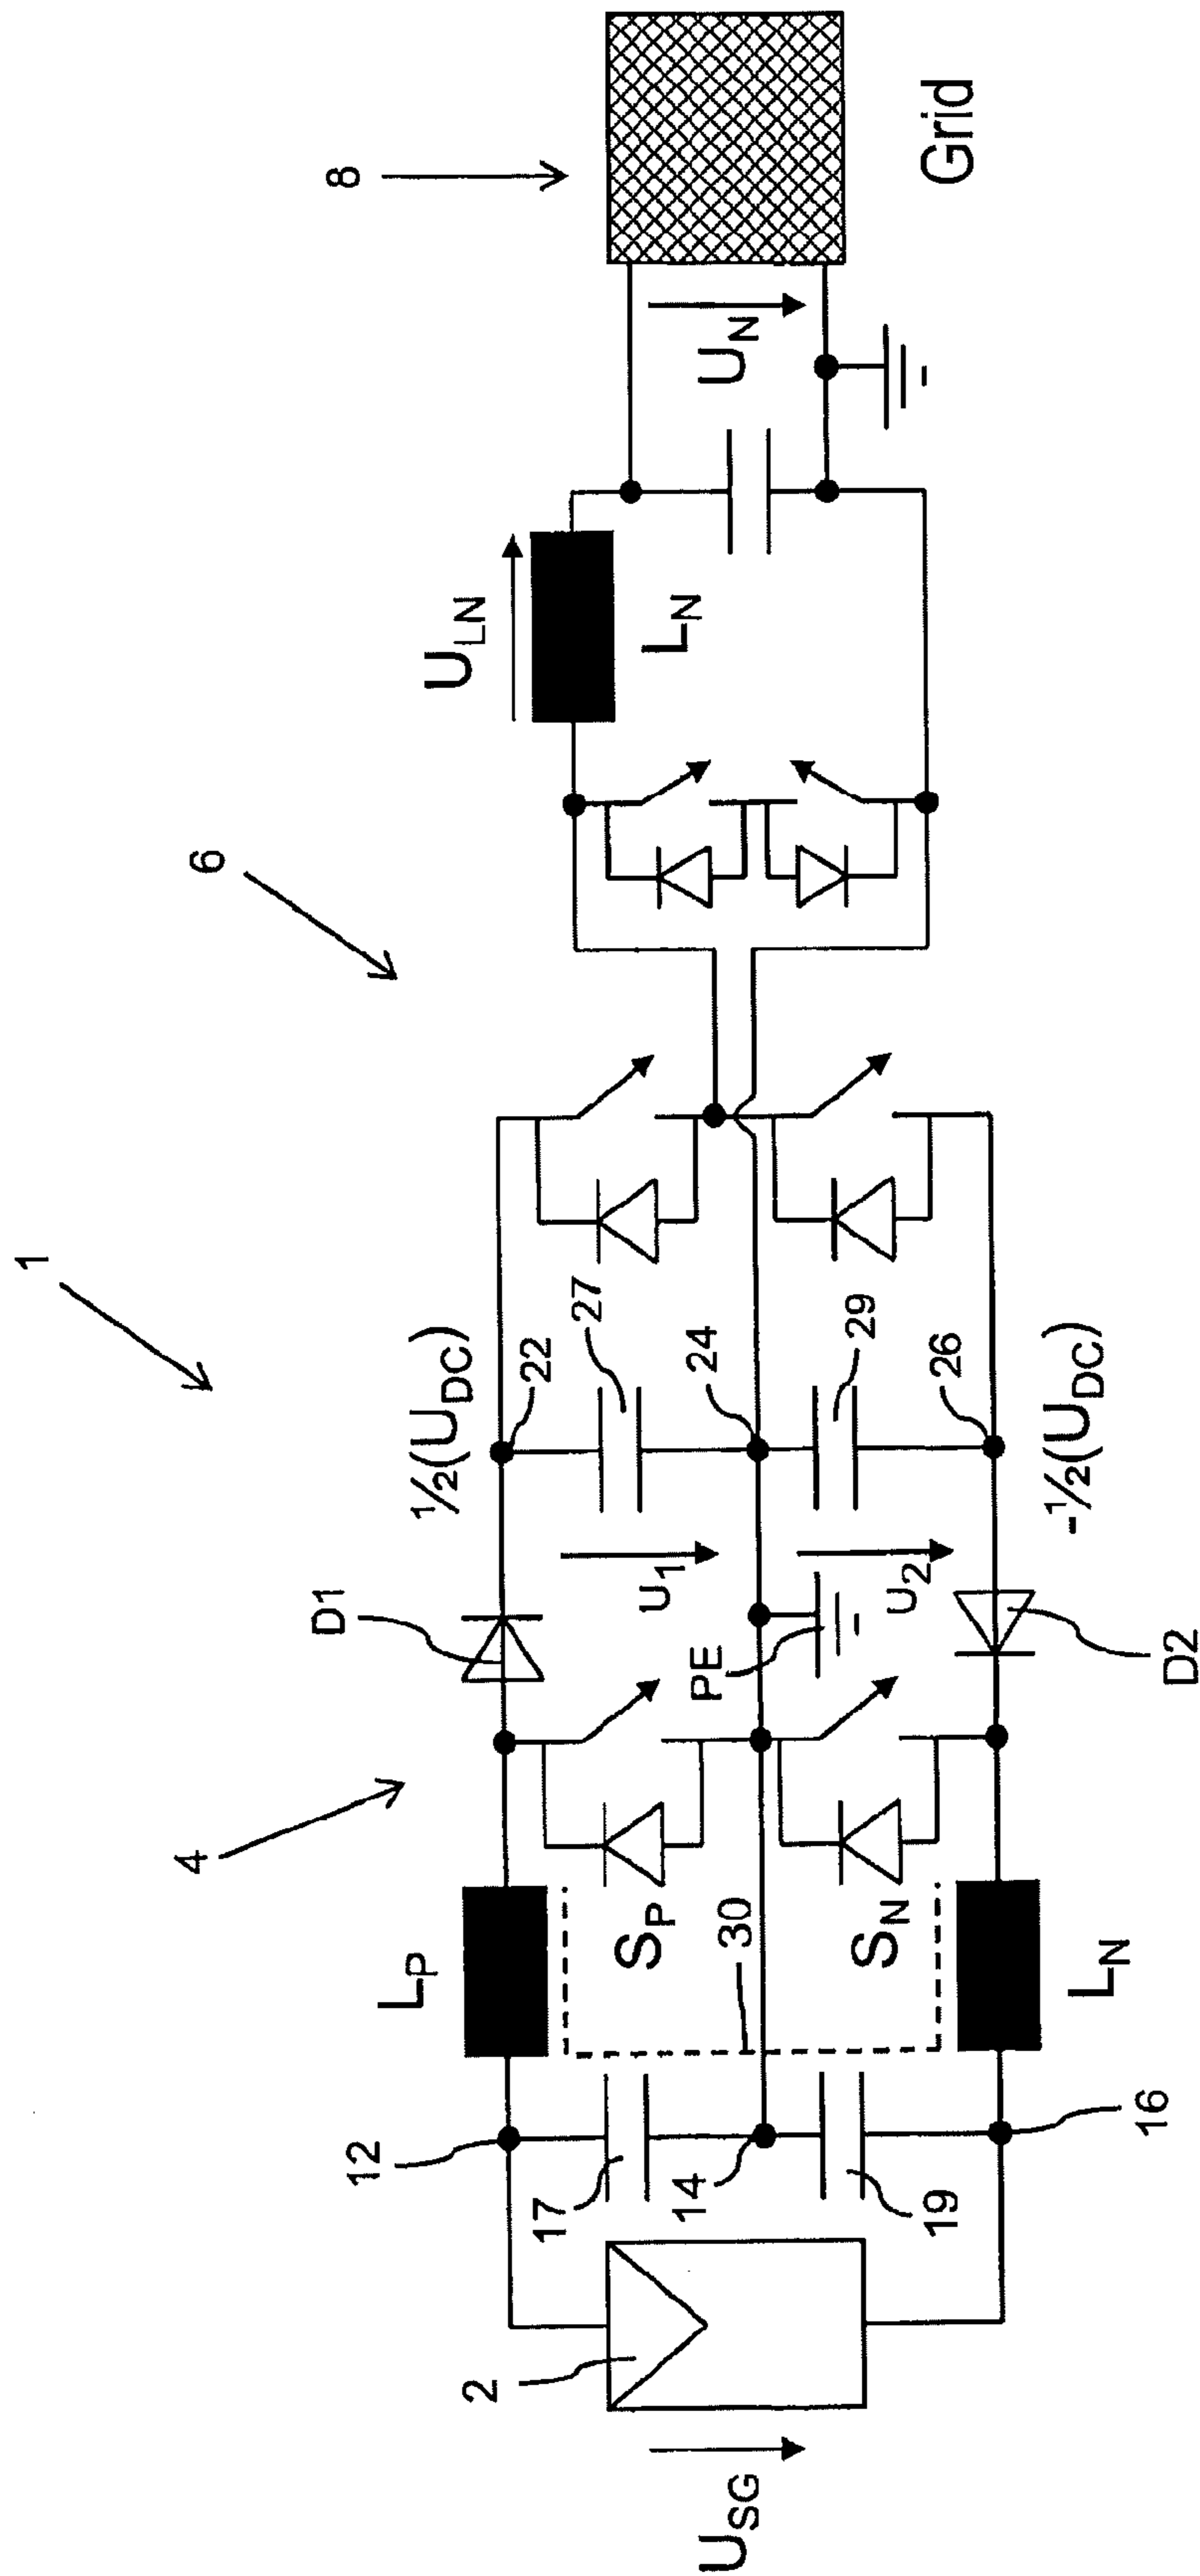 1
6
8
4
U_LN
L_N
U_N
Grid
½(U_DC)
22
27
24
29
26
-½(U_DC)
D1
U_1
PE
U_2
D2
L_P
S_P
30
S_N
L_N
12
17
14
19
16
2
U_SG